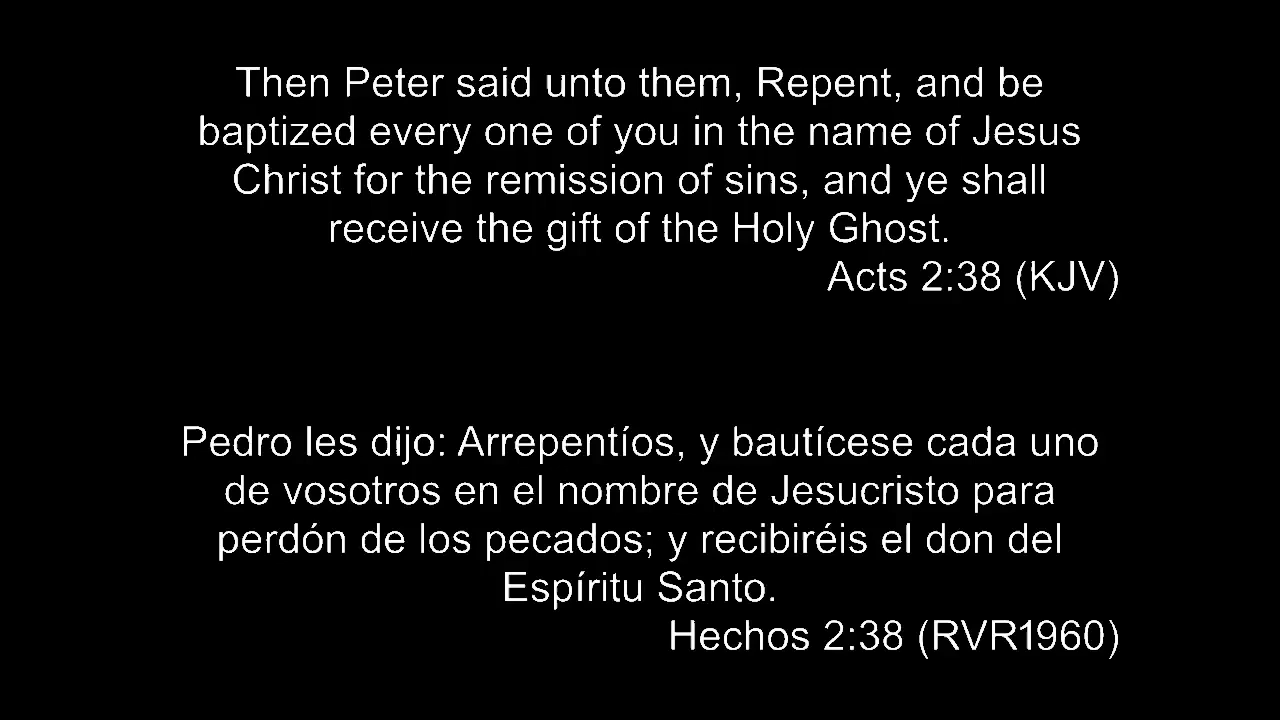 Then Peter said unto them, Repent, and be
baptized every one of you in the name of Jesus
Christ for the remission of sins, and ye shall
receive the gift of the Holy Ghost.
Acts 2:38 (KJV)
Pedro les dijo: Arrepentíos, y bautícese cada uno
de vosotros en el nombre de Jesucristo para
perdón de los pecados; y recibiréis el don del
Espíritu Santo.
Hechos 2:38 (RVR1960)